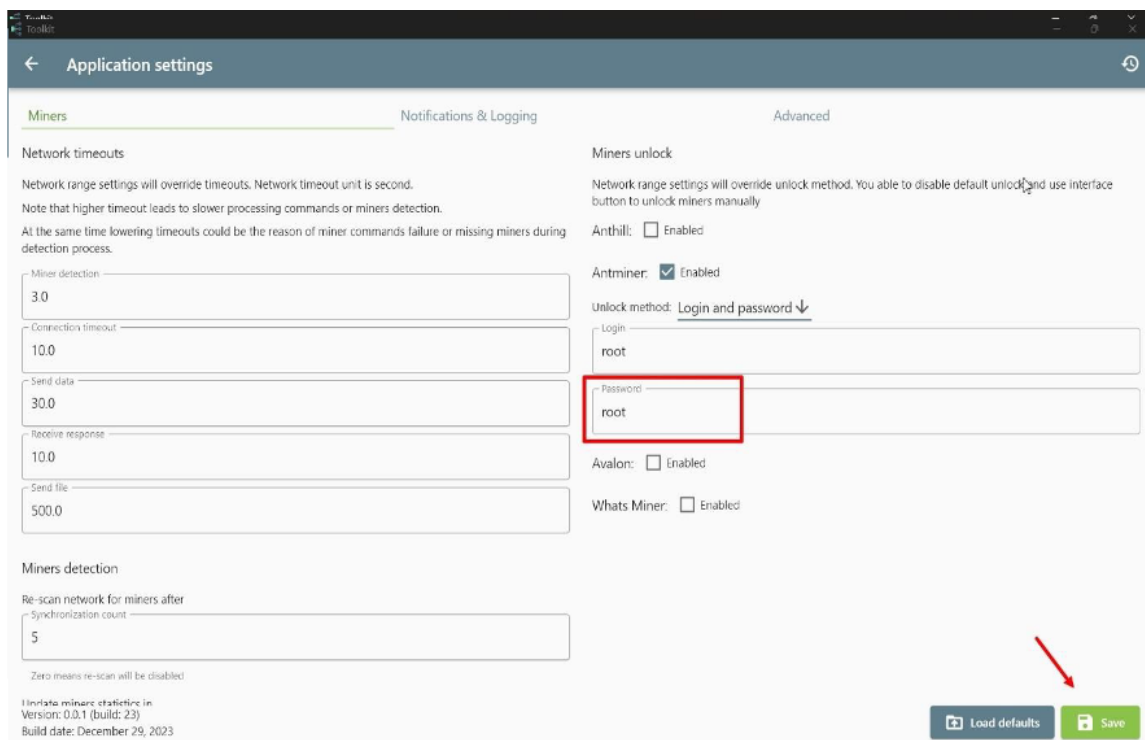 Toolkit
Toolkit
Application settings
Miners
Notifications & Logging
Advanced
Network timeouts
Network range settings will override timeouts. Network timeout unit is second.
Note that higher timeout leads to slower processing commands or miners detection.
At the same time lowering timeouts could be the reason of miner commands failure or missing miners during
detection process.
Miner detection
3.0
Connection timeout
10.0
Send data
30.0
Receive response
10.0
Send file
500.0
Miners detection
Re-scan network for miners after
Synchronization count
5
Zero means re-scan will be disabled
Update miners statistics in
Version: 0.0.1 (build: 23)
Build date: December 29, 2023
Miners unlock
Network range settings will override unlock method. You able to disable default unlock and use interface
button to unlock miners manually
Anthill: Enabled
Antminer: Enabled
Unlock method: Login and password
Login
root
Password
root
Avalon: Enabled
Whats Miner: Enabled
Load defaults
Save